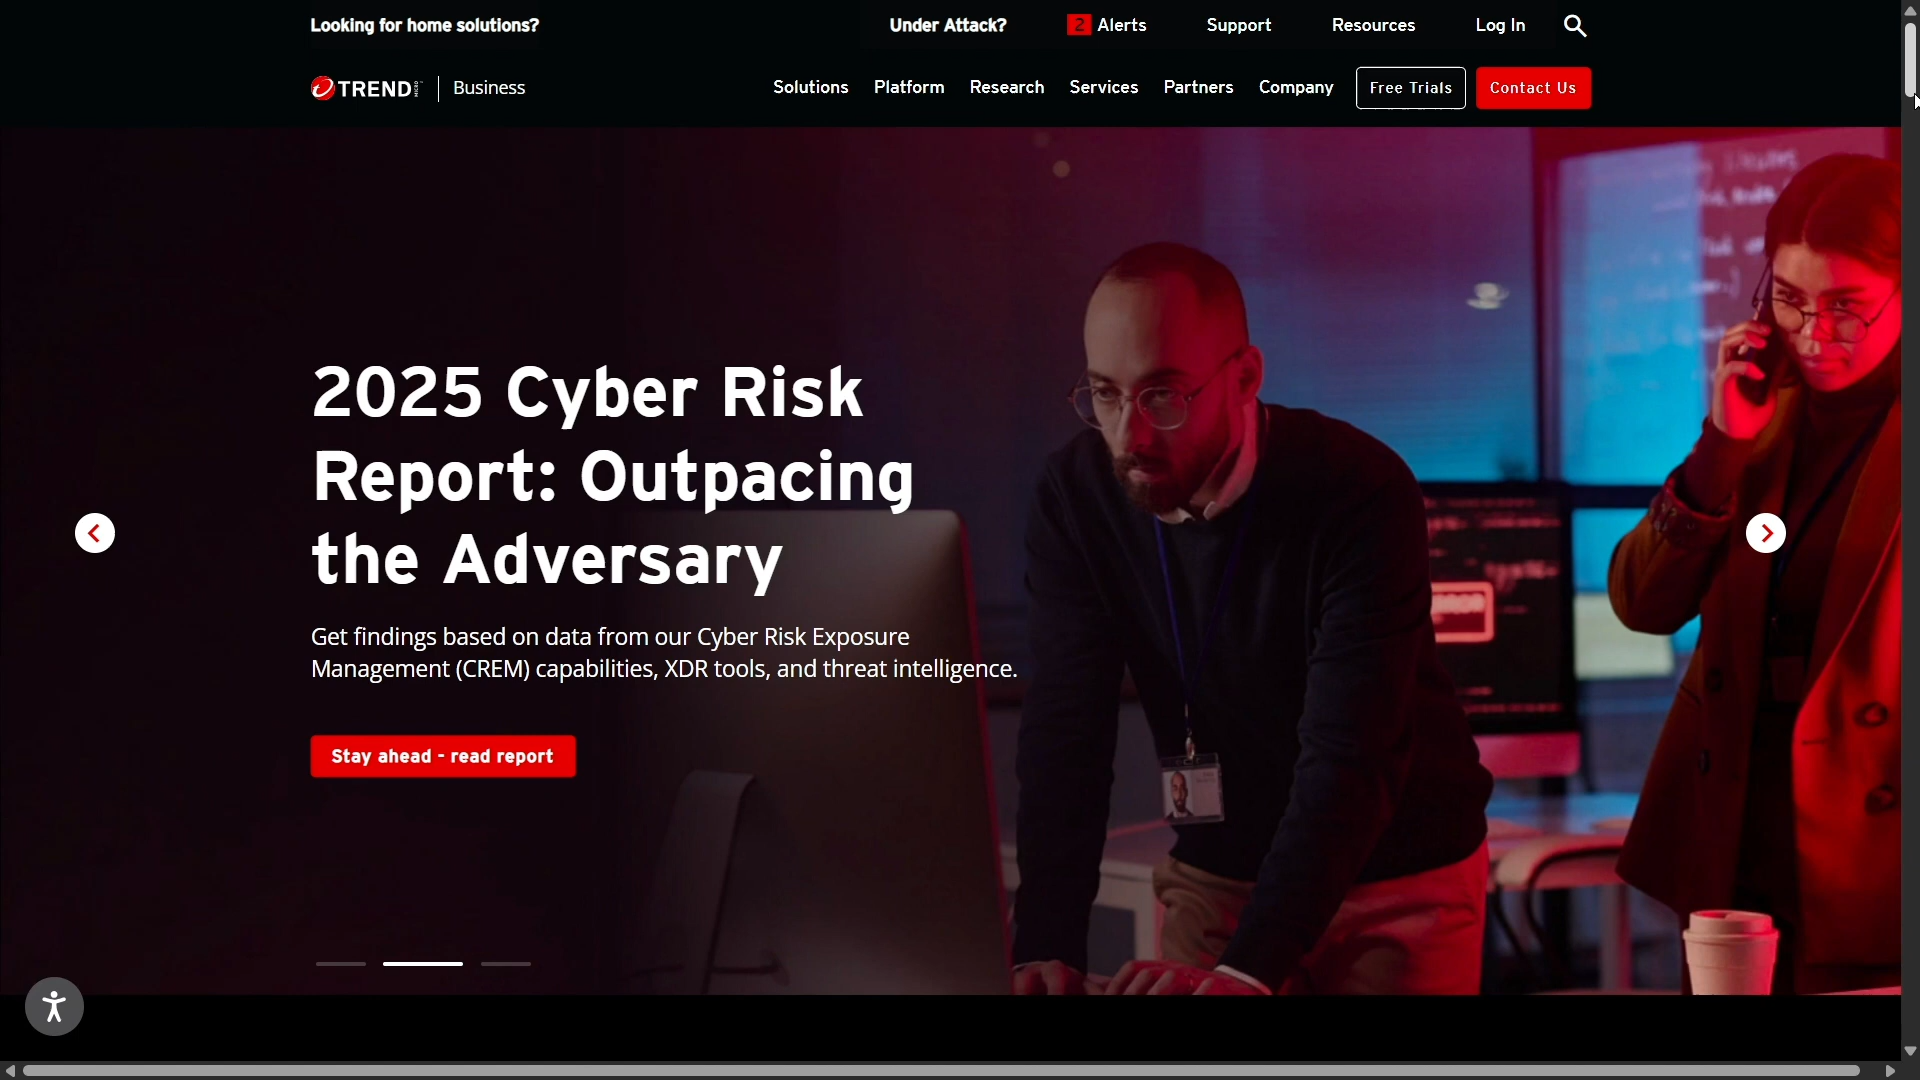 Looking for home solutions?
Under Attack?
2 Alerts
Support
Resources
Log In
TREND MICRO™ | Business
Solutions
Platform
Research
Services
Partners
Company
Free Trials
Contact Us
2025 Cyber Risk
Report: Outpacing
the Adversary
Get findings based on data from our Cyber Risk Exposure
Management (CREM) capabilities, XDR tools, and threat intelligence.
Stay ahead - read report